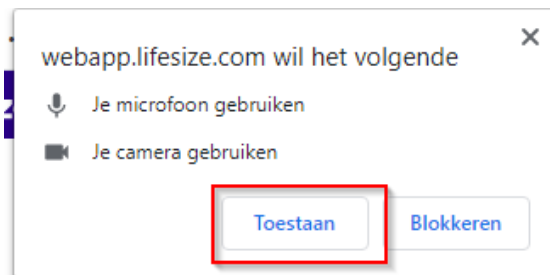 webapp.lifesize.com wil het volgende
Je microfoon gebruiken
Je camera gebruiken
Toestaan
Blokkeren